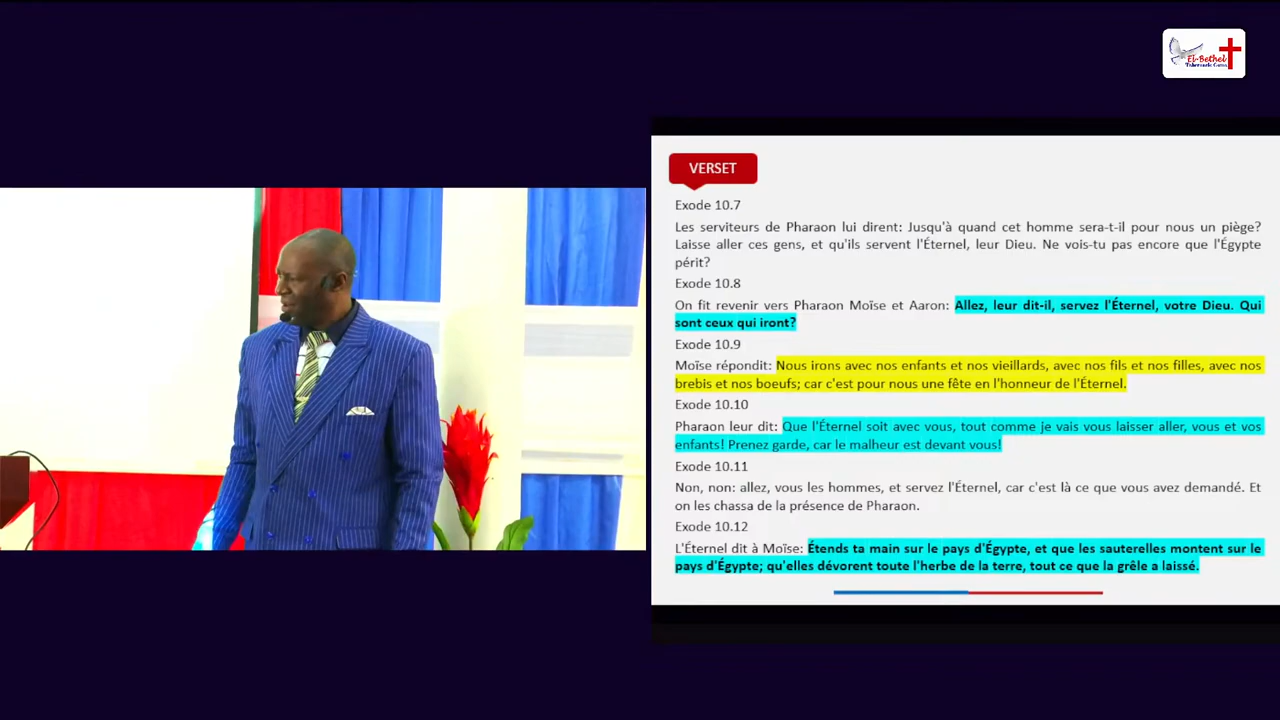 El-Bethel
VERSET
Exode 10.7
Les serviteurs de Pharaon lui dirent: Jusqu'à quand cet homme sera-t-il pour nous un piège?
Laisse aller ces gens, et qu'ils servent l'Éternel, leur Dieu. Ne vois-tu pas encore que l'Égypte
périt?
Exode 10.8
On fit revenir vers Pharaon Moïse et Aaron: Allez, leur dit-il, servez l'Éternel, votre Dieu. Qui
sont ceux qui iront?
Exode 10.9
Moïse répondit: Nous irons avec nos enfants et nos vieillards, avec nos fils et nos filles, avec nos
brebis et nos boeufs; car c'est pour nous une fête en l'honneur de l'Éternel.
Exode 10.10
Pharaon leur dit: Que l'Éternel soit avec vous, tout comme je vais vous laisser aller, vous et vos
enfants! Prenez garde, car le malheur est devant vous!
Exode 10.11
Non, non: allez, vous les hommes, et servez l'Éternel, car c'est là ce que vous avez demandé. Et
on les chassa de la présence de Pharaon.
Exode 10.12
L'Éternel dit à Moïse: Étends ta main sur le pays d'Égypte, et que les sauterelles montent sur le
pays d'Égypte; qu'elles dévorent toute l'herbe de la terre, tout ce que la grêle a laissé.